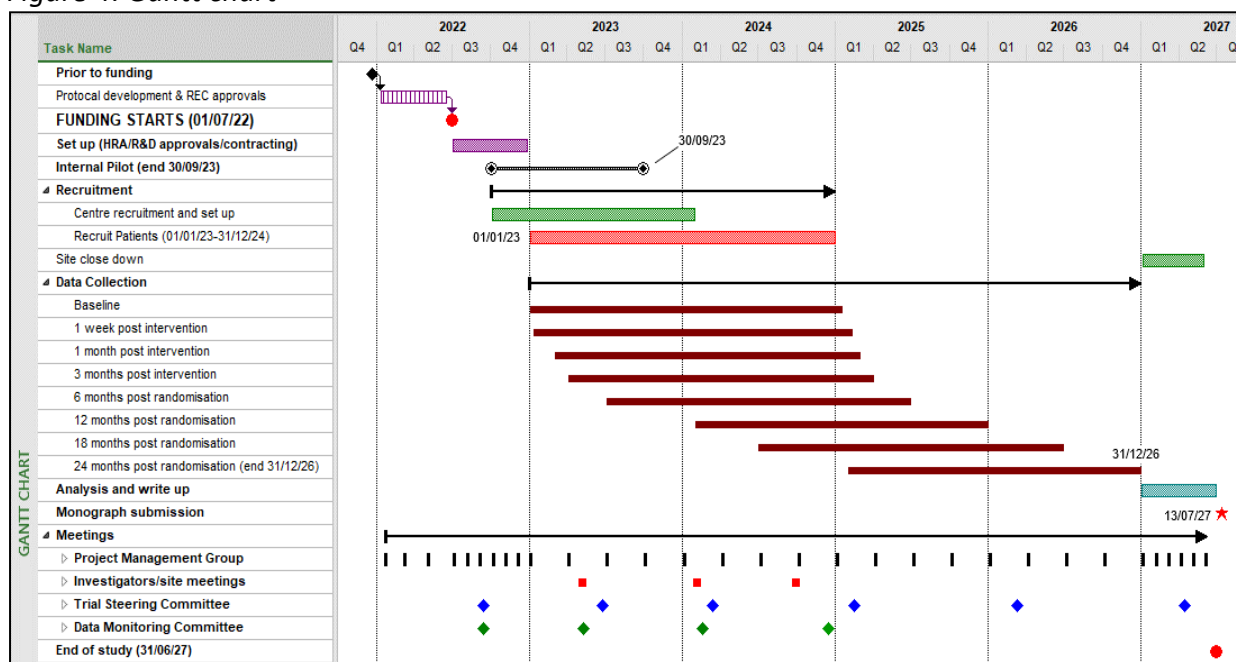 Figure 4: Gantt chart
2022 2023 2024 2025 2026 2027
Task Name Q4 Q1 Q2 Q3 Q4 Q1 Q2 Q3 Q4 Q1 Q2 Q3 Q4 Q1 Q2 Q3 Q4 Q1 Q2 Q3 Q4 Q1 Q2 Q
Prior to funding
Protocal development & REC approvals
FUNDING STARTS (01/07/22)
Set up (HRA/R&D approvals/contracting)
30/09/23
Internal Pilot (end 30/09/23)
Recruitment
Centre recruitment and set up
Recruit Patients (01/01/23-31/12/24) 01/01/23
Site close down
Data Collection
Baseline
1 week post intervention
1 month post intervention
3 months post intervention
6 months post randomisation
12 months post randomisation
18 months post randomisation
24 months post randomisation (end 31/12/26) 31/12/26
Analysis and write up
Monograph submission 13/07/27
Meetings
Project Management Group
Investigators/site meetings
Trial Steering Committee
Data Monitoring Committee
End of study (31/06/27)
GANTT CHART